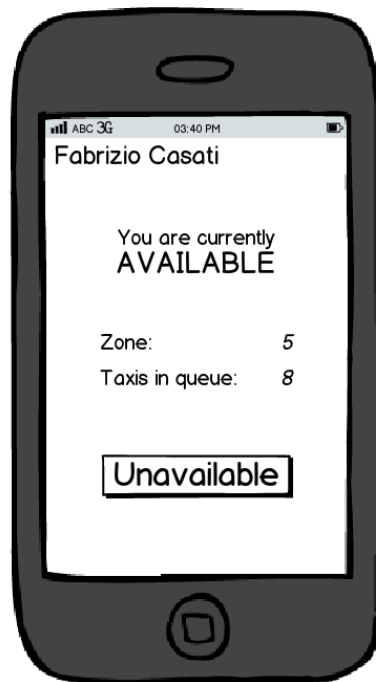 ABC 3G 03:40 PM
Fabrizio Casati
You are currently
AVAILABLE
Zone: 5
Taxis in queue: 8
Unavailable